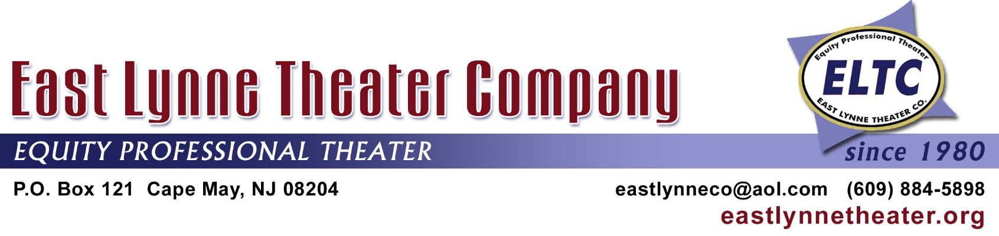 East Lynne Theater Company
Equity Professional Theater
ELTC
EAST LYNNE THEATER CO.
EQUITY PROFESSIONAL THEATER
since 1980
P.O. Box 121 Cape May, NJ 08204
eastlynneco@aol.com (609) 884-5898
eastlynnetheater.org